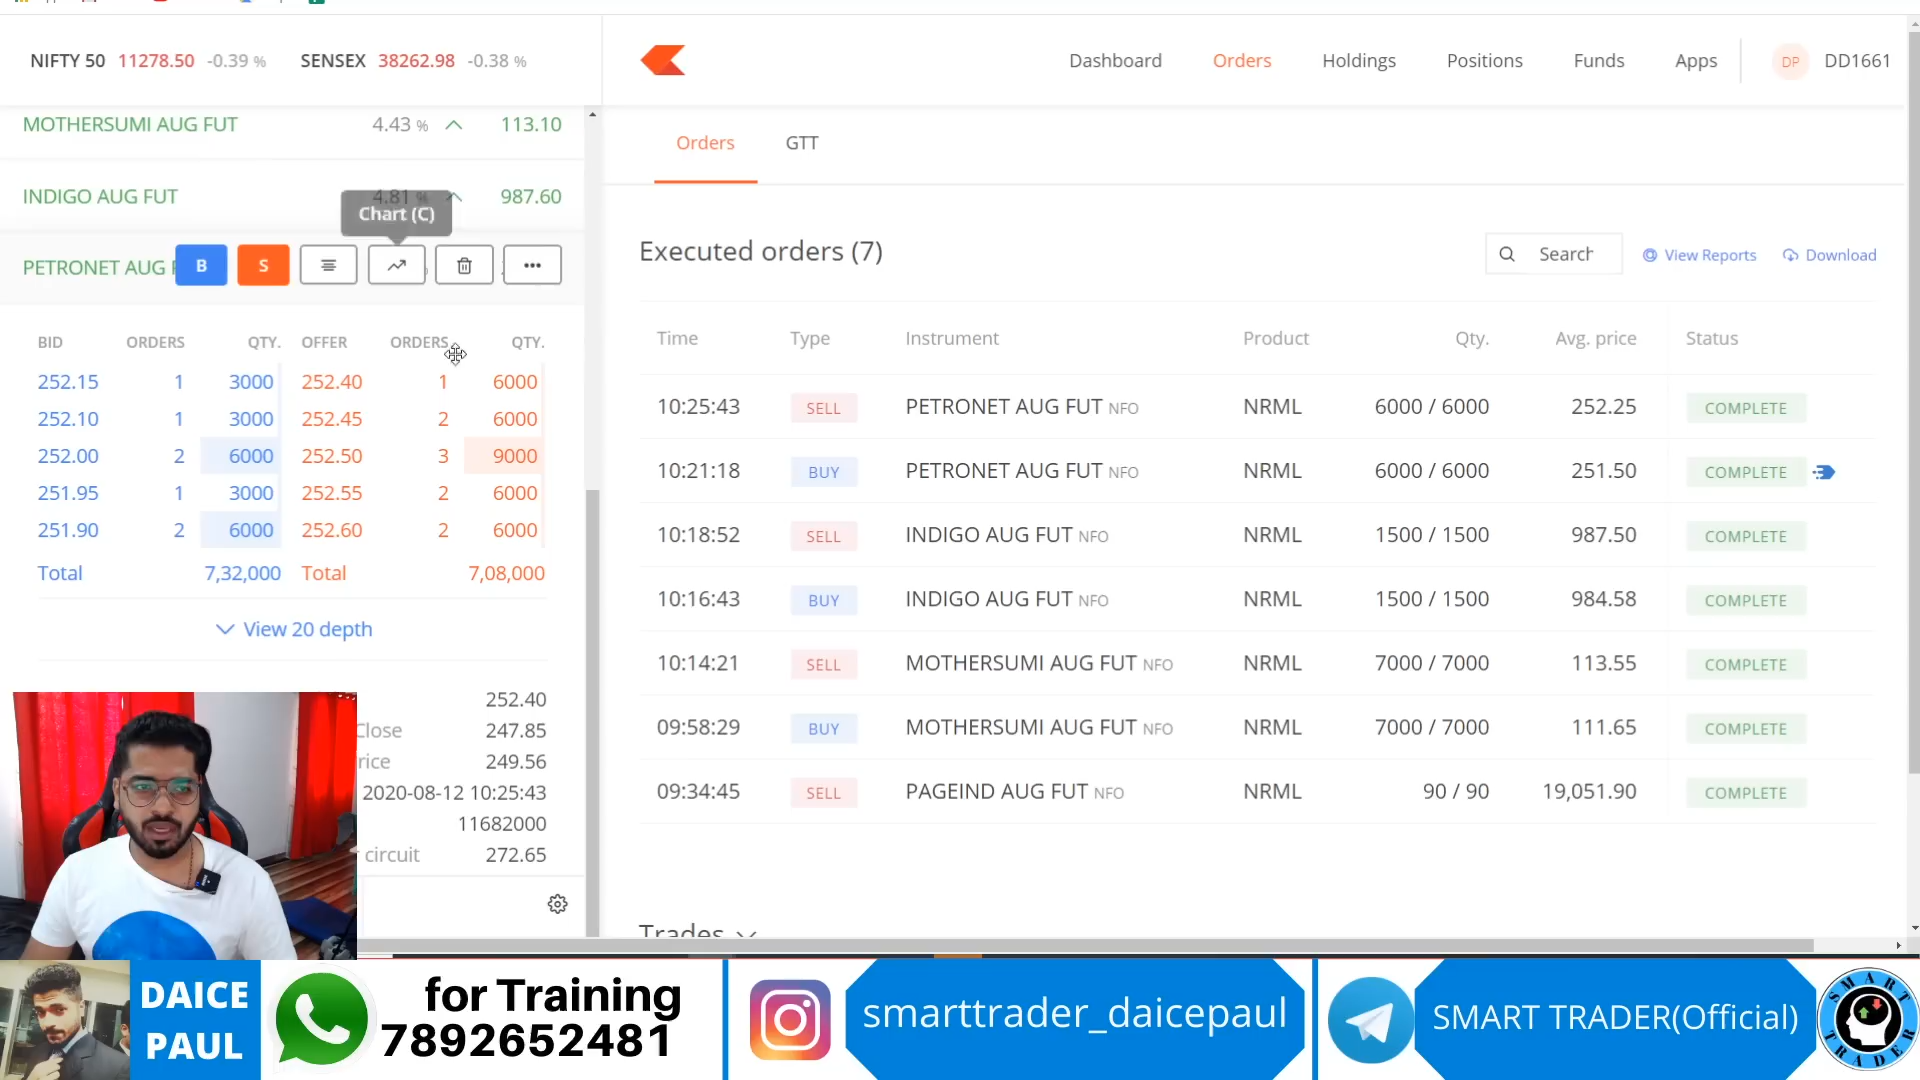 NIFTY 50 11278.50 -0.39 % SENSEX 38262.98 -0.38 %
Dashboard Orders Holdings Positions Funds Apps DP DD1661
MOTHERSUMI AUG FUT 4.43 % 113.10
INDIGO AUG FUT 4.81 % 987.60
Chart (C)
PETRONET AUG B S
BID ORDERS QTY. OFFER ORDERS QTY.
252.15 1 3000 252.40 1 6000
252.10 1 3000 252.45 2 6000
252.00 2 6000 252.50 3 9000
251.95 1 3000 252.55 2 6000
251.90 2 6000 252.60 2 6000
Total 7,32,000 Total 7,08,000
View 20 depth
252.40
Close 247.85
rice 249.56
2020-08-12 10:25:43
11682000
circuit 272.65
Orders GTT
Executed orders (7) Search View Reports Download
Time Type Instrument Product Qty. Avg. price Status
10:25:43 SELL PETRONET AUG FUT NFO NRML 6000 / 6000 252.25 COMPLETE
10:21:18 BUY PETRONET AUG FUT NFO NRML 6000 / 6000 251.50 COMPLETE
10:18:52 SELL INDIGO AUG FUT NFO NRML 1500 / 1500 987.50 COMPLETE
10:16:43 BUY INDIGO AUG FUT NFO NRML 1500 / 1500 984.58 COMPLETE
10:14:21 SELL MOTHERSUMI AUG FUT NFO NRML 7000 / 7000 113.55 COMPLETE
09:58:29 BUY MOTHERSUMI AUG FUT NFO NRML 7000 / 7000 111.65 COMPLETE
09:34:45 SELL PAGEIND AUG FUT NFO NRML 90 / 90 19,051.90 COMPLETE
Trades
DAICE
PAUL
for Training
7892652481
smarttrader_daicepaul
SMART TRADER(Official)
SMART
TRADER